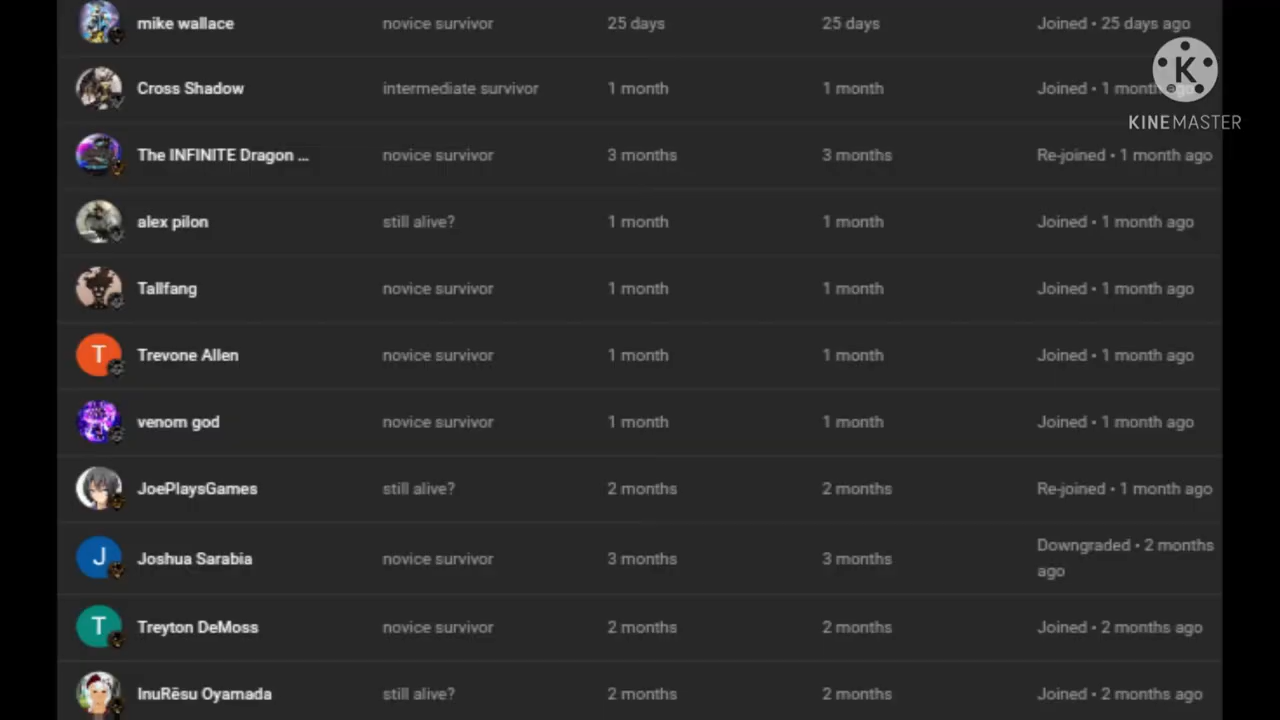 mike wallace novice survivor 25 days 25 days Joined • 25 days ago
Cross Shadow intermediate survivor 1 month 1 month Joined • 1 month
K
KINEMASTER
The INFINITE Dragon ... novice survivor 3 months 3 months Re-joined • 1 month ago
alex pilon still alive? 1 month 1 month Joined • 1 month ago
Tallfang novice survivor 1 month 1 month Joined • 1 month ago
T Trevone Allen novice survivor 1 month 1 month Joined • 1 month ago
venom god novice survivor 1 month 1 month Joined • 1 month ago
JoePlaysGames still alive? 2 months 2 months Re-joined • 1 month ago
J Joshua Sarabia novice survivor 3 months 3 months Downgraded • 2 months
ago
T Treyton DeMoss novice survivor 2 months 2 months Joined • 2 months ago
InuRēsu Oyamada still alive? 2 months 2 months Joined • 2 months ago